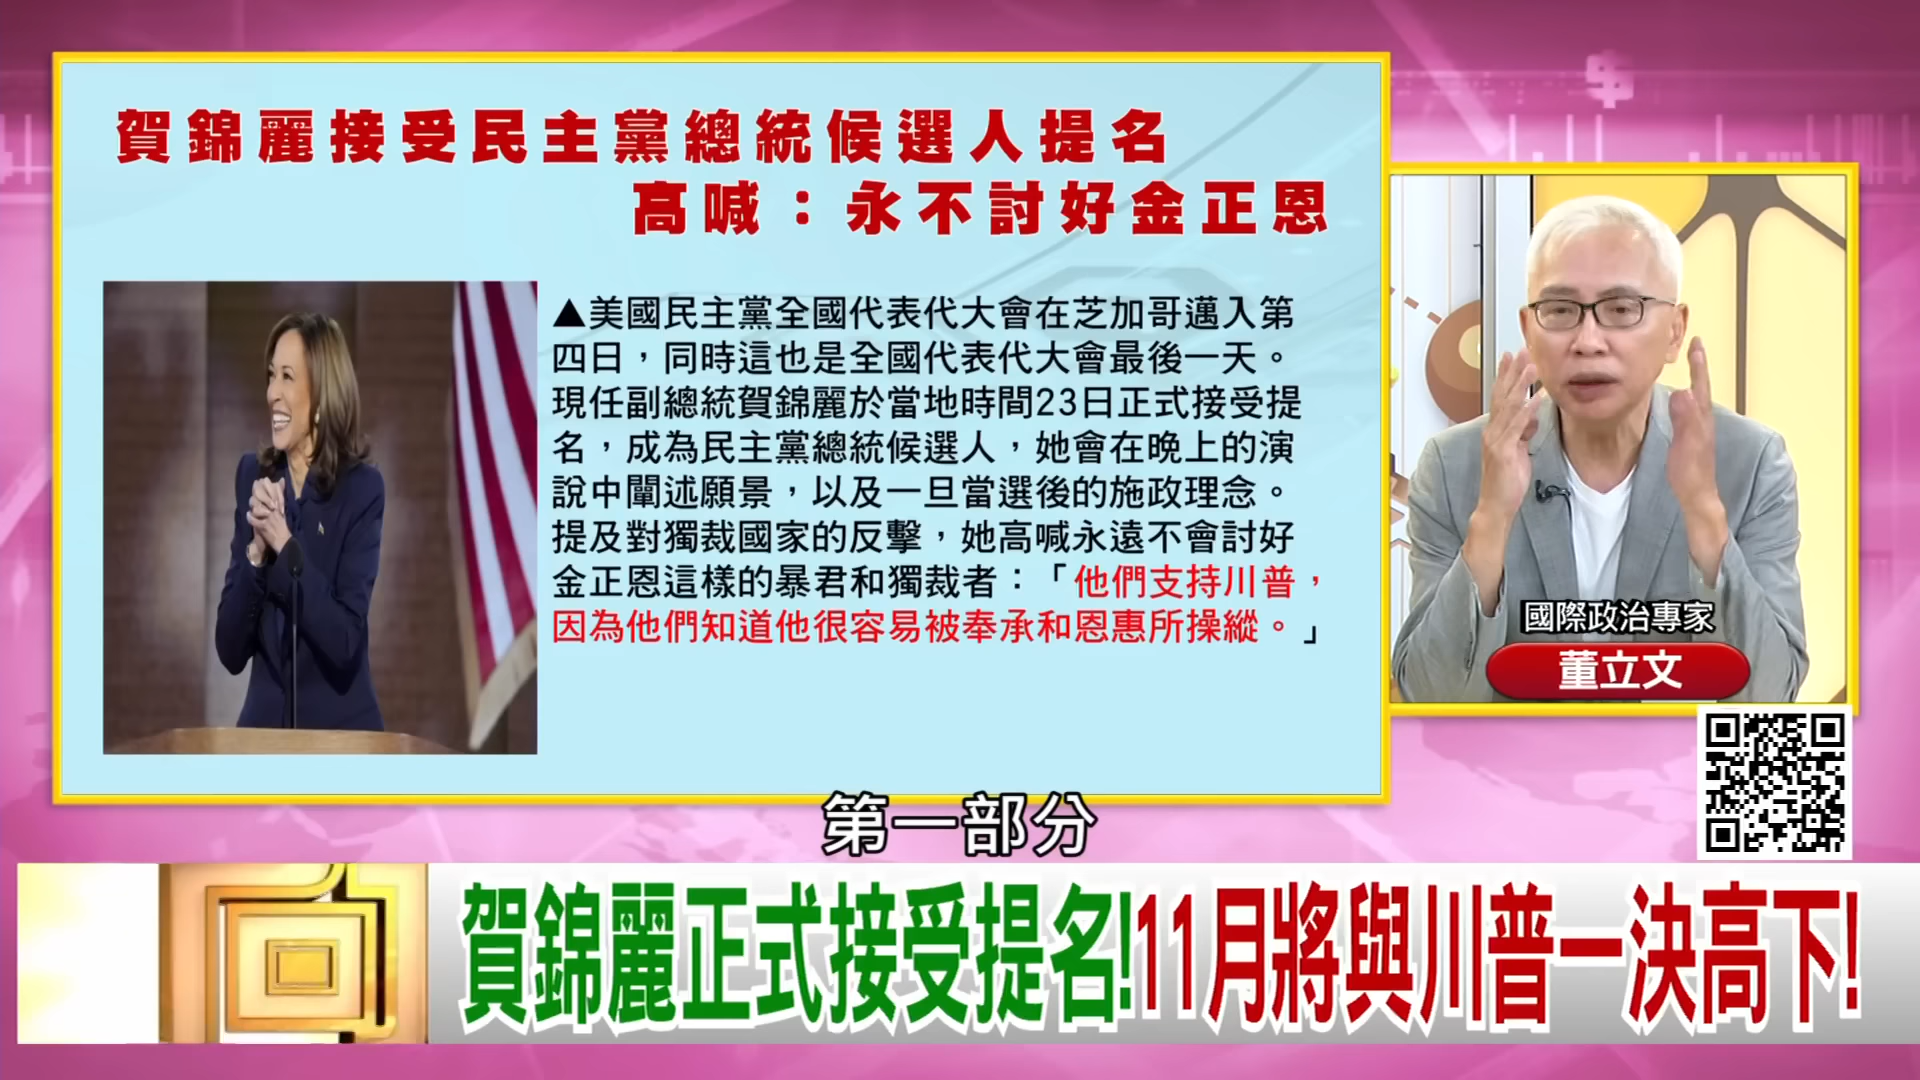 賀錦麗接受民主黨總統候選人提名
高喊：永不討好金正恩
▲美國民主黨全國代表代大會在芝加哥邁入第
四日，同時這也是全國代表代大會最後一天。
現任副總統賀錦麗於當地時間23日正式接受提
名，成為民主黨總統候選人，她會在晚上的演
說中闡述願景，以及一旦當選後的施政理念。
提及對獨裁國家的反擊，她高喊永遠不會討好
金正恩這樣的暴君和獨裁者：「他們支持川普，
因為他們知道他很容易被奉承和恩惠所操縱。」
國際政治專家
董立文
第一部分
賀錦麗正式接受提名!11月將與川普一決高下!